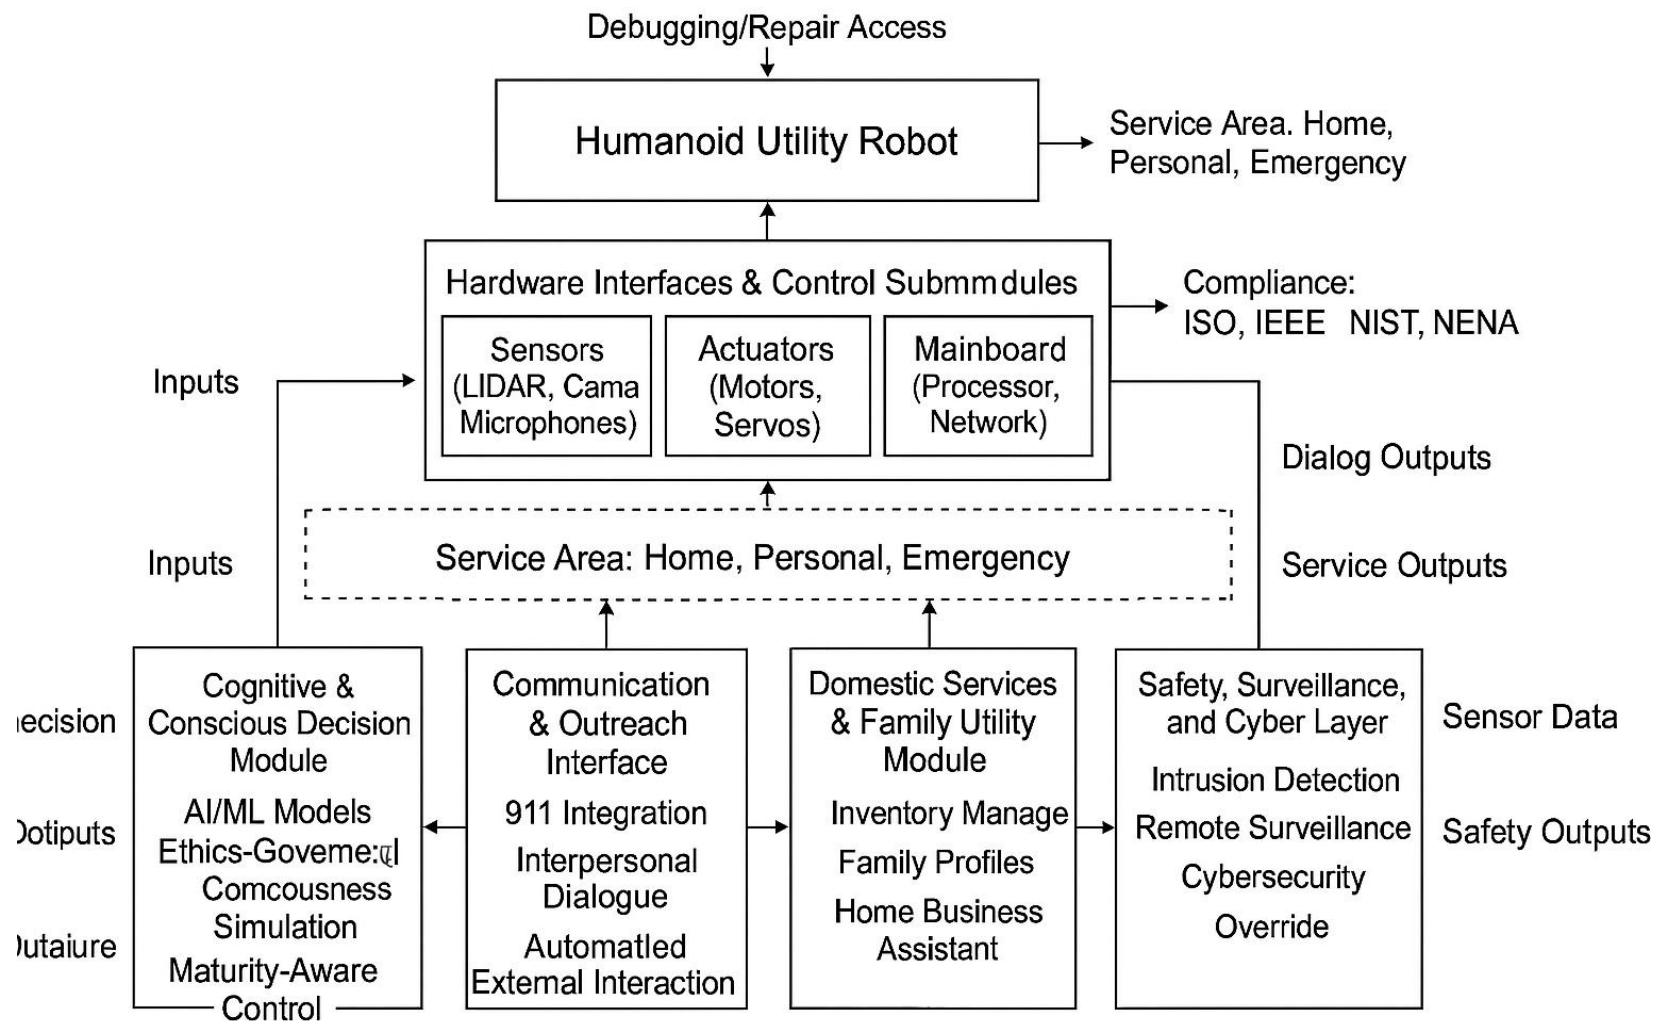 Debugging/Repair Access
Humanoid Utility Robot
Service Area. Home,
Personal, Emergency
Hardware Interfaces & Control Submmdules
Compliance:
ISO, IEEE NIST, NENA
Sensors
(LIDAR, Cama
Microphones)
Actuators
(Motors,
Servos)
Mainboard
(Processor,
Network)
Inputs
Dialog Outputs
Inputs
Service Area: Home, Personal, Emergency
Service Outputs
ecision
Cognitive &
Conscious Decision
Module
AI/ML Models
Comcousness
Simulation
Maturity-Aware
Control
Communication
& Outreach
Interface
911 Integration
Interpersonal
Dialogue
Automatled
External Interaction
Domestic Services
& Family Utility
Module
Inventory Manage
Family Profiles
Home Business
Assistant
Safety, Surveillance,
and Cyber Layer
Intrusion Detection
Remote Surveillance
Cybersecurity
Override
Sensor Data
Safety Outputs